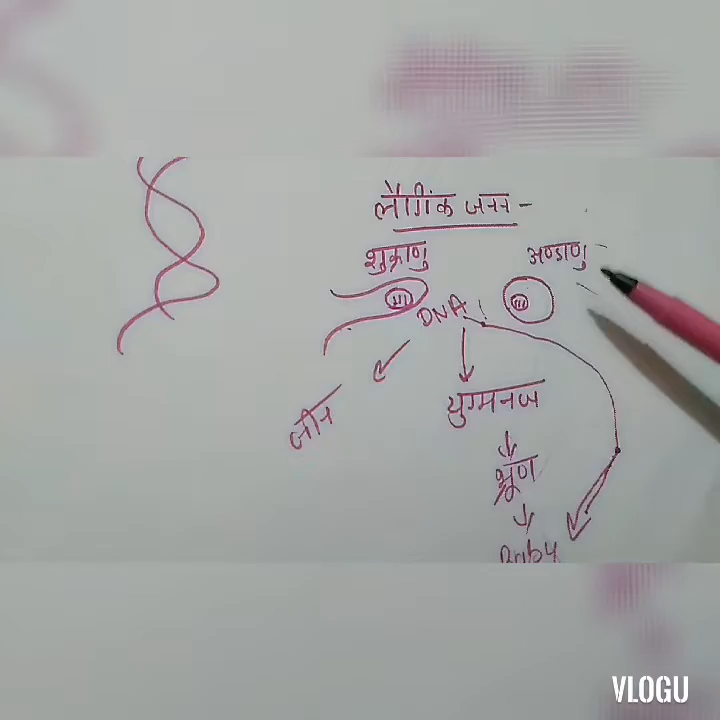 लैगिंक जनन -
शुक्राणु
अण्डाणु
DNA
जीन
युग्मनज
भ्रूण
Baby
VLOGU